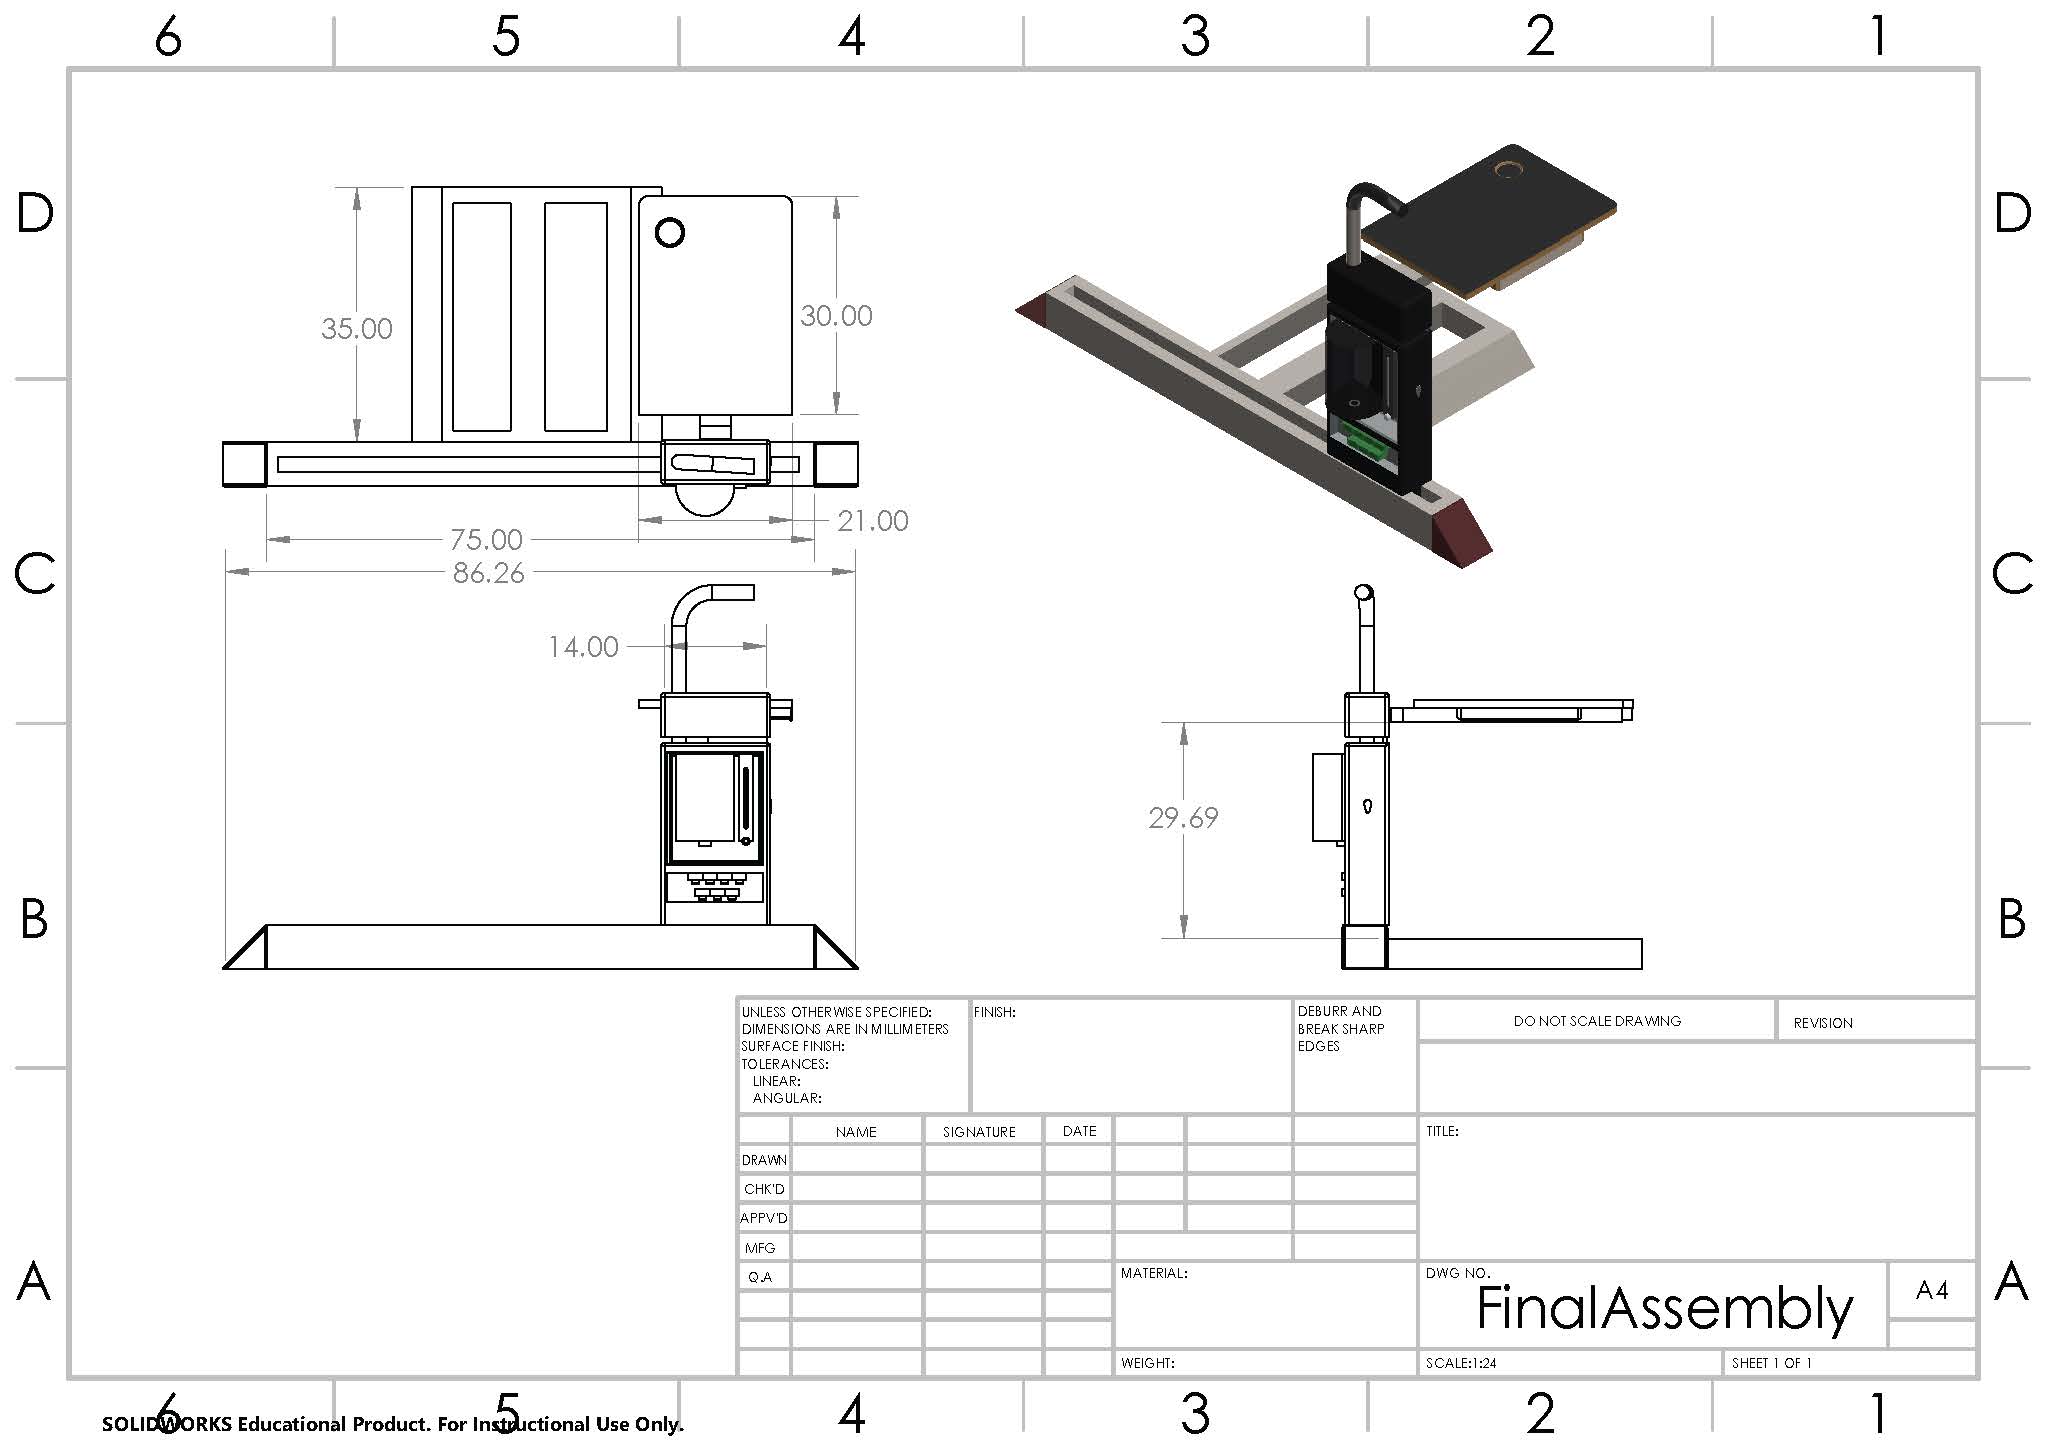 6 5 4 3 2 1
D D
35.00
30.00
21.00
75.00
C 86.26 C
14.00
29.69
B B
UNLESS OTHERWISE SPECIFIED:
DIMENSIONS ARE IN MILLIMETERS
SURFACE FINISH:
TOLERANCES:
LINEAR:
ANGULAR:
FINISH:
DEBURR AND
BREAK SHARP
EDGES
DO NOT SCALE DRAWING
REVISION
NAME SIGNATURE DATE
DRAWN
CHK'D
APPV'D
MFG
Q.A
TITLE:
MATERIAL:
DWG NO.
FinalAssembly
A4
A A
WEIGHT:
SCALE:1:24
SHEET 1 OF 1
6 5 4 3 2 1
SOLIDWORKS Educational Product. For Instructional Use Only.